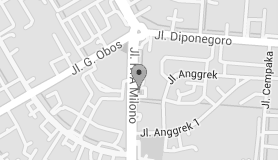 Jl. Diponegoro
Jl. G. Obos
Jl. Anggrek
Jl. Cempaka
Milono
Jl. Anggrek 1